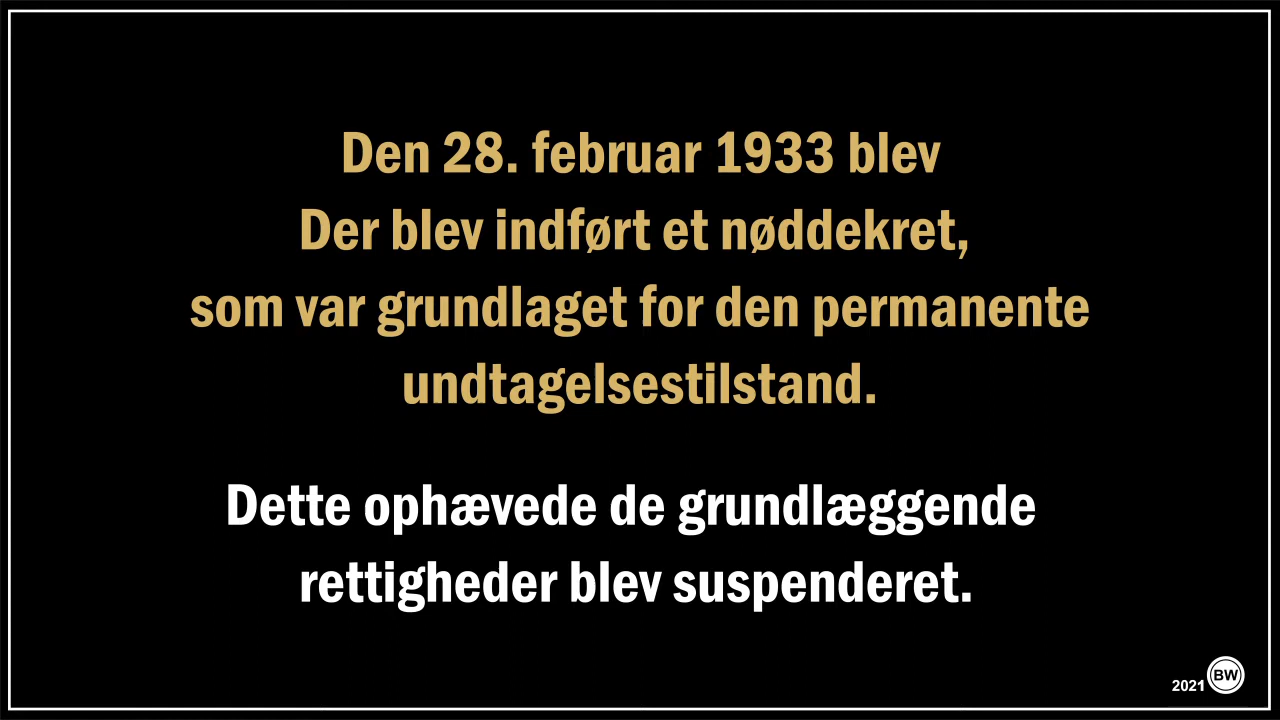 Den 28. februar 1933 blev
Der blev indført et nøddekret,
som var grundlaget for den permanente
undtagelsestilstand.
Dette ophævede de grundlæggende
rettigheder blev suspenderet.
2021 BW